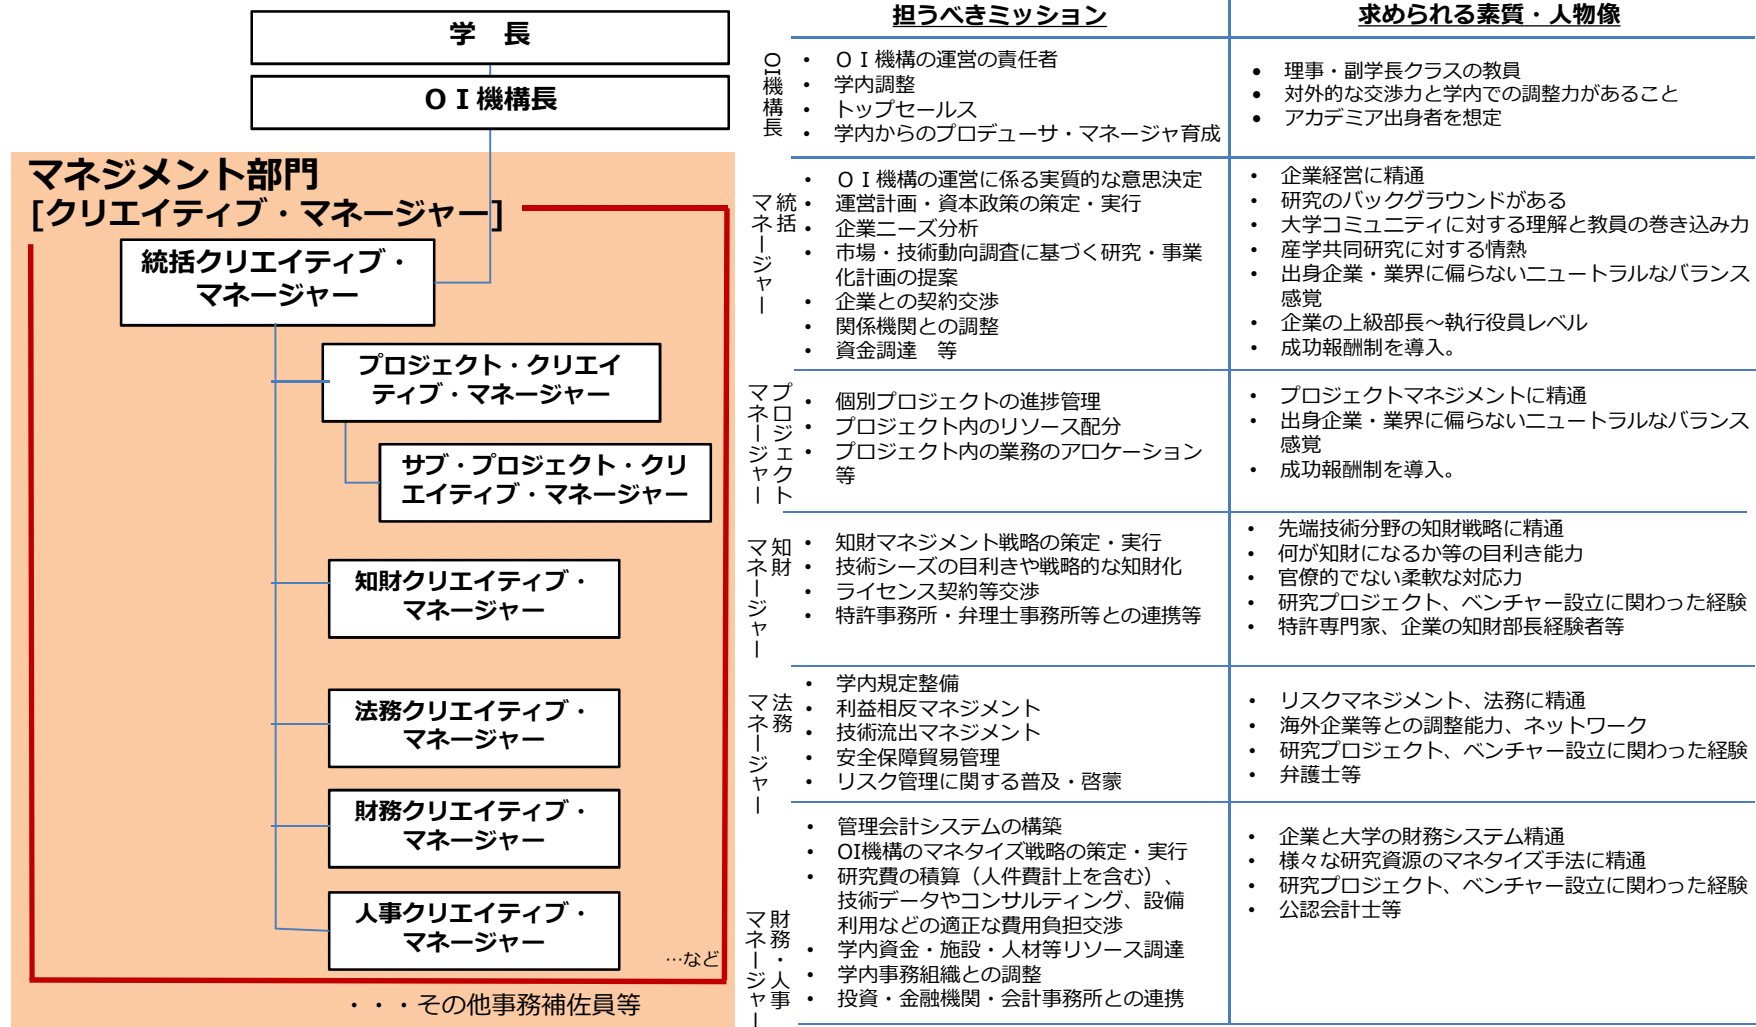 学　長
ＯＩ機構長
マネジメント部門
[クリエイティブ・マネージャー]
統括クリエイティブ・
マネージャー
プロジェクト・クリエイ
ティブ・マネージャー
サブ・プロジェクト・クリ
エイティブ・マネージャー
知財クリエイティブ・
マネージャー
法務クリエイティブ・
マネージャー
財務クリエイティブ・
マネージャー
人事クリエイティブ・
マネージャー
…など
・・・その他事務補佐員等
担うべきミッション
求められる素質・人物像
OI機構長
• ＯＩ機構の運営の責任者
• 学内調整
• トップセールス
• 学内からのプロデューサ・マネージャ育成
• 理事・副学長クラスの教員
• 対外的な交渉力と学内での調整力があること
• アカデミア出身者を想定
統括
マネージャー
• ＯＩ機構の運営に係る実質的な意思決定
• 運営計画・資本政策の策定・実行
• 企業ニーズ分析
• 市場・技術動向調査に基づく研究・事業
化計画の提案
• 企業との契約交渉
• 関係機関との調整
• 資金調達　等
• 企業経営に精通
• 研究のバックグラウンドがある
• 大学コミュニティに対する理解と教員の巻き込み力
• 産学共同研究に対する情熱
• 出身企業・業界に偏らないニュートラルなバランス
感覚
• 企業の上級部長～執行役員レベル
• 成功報酬制を導入。
プロジェクト
マネージャー
• 個別プロジェクトの進捗管理
• プロジェクト内のリソース配分
• プロジェクト内の業務のアロケーション
等
• プロジェクトマネジメントに精通
• 出身企業・業界に偏らないニュートラルなバランス
感覚
• 成功報酬制を導入。
知財
マネージャー
• 知財マネジメント戦略の策定・実行
• 技術シーズの目利きや戦略的な知財化
• ライセンス契約等交渉
• 特許事務所・弁理士事務所等との連携等
• 先端技術分野の知財戦略に精通
• 何が知財になるか等の目利き能力
• 官僚的でない柔軟な対応力
• 研究プロジェクト、ベンチャー設立に関わった経験
• 特許専門家、企業の知財部長経験者等
法務
マネージャー
• 学内規定整備
• 利益相反マネジメント
• 技術流出マネジメント
• 安全保障貿易管理
• リスク管理に関する普及・啓蒙
• リスクマネジメント、法務に精通
• 海外企業等との調整能力、ネットワーク
• 研究プロジェクト、ベンチャー設立に関わった経験
• 弁護士等
財務・人事
マネージャー
• 管理会計システムの構築
• OI機構のマネタイズ戦略の策定・実行
• 研究費の積算（人件費計上を含む）、
技術データやコンサルティング、設備
利用などの適正な費用負担交渉
• 学内資金・施設・人材等リソース調達
• 学内事務組織との調整
• 投資・金融機関・会計事務所との連携
• 企業と大学の財務システム精通
• 様々な研究資源のマネタイズ手法に精通
• 研究プロジェクト、ベンチャー設立に関わった経験
• 公認会計士等